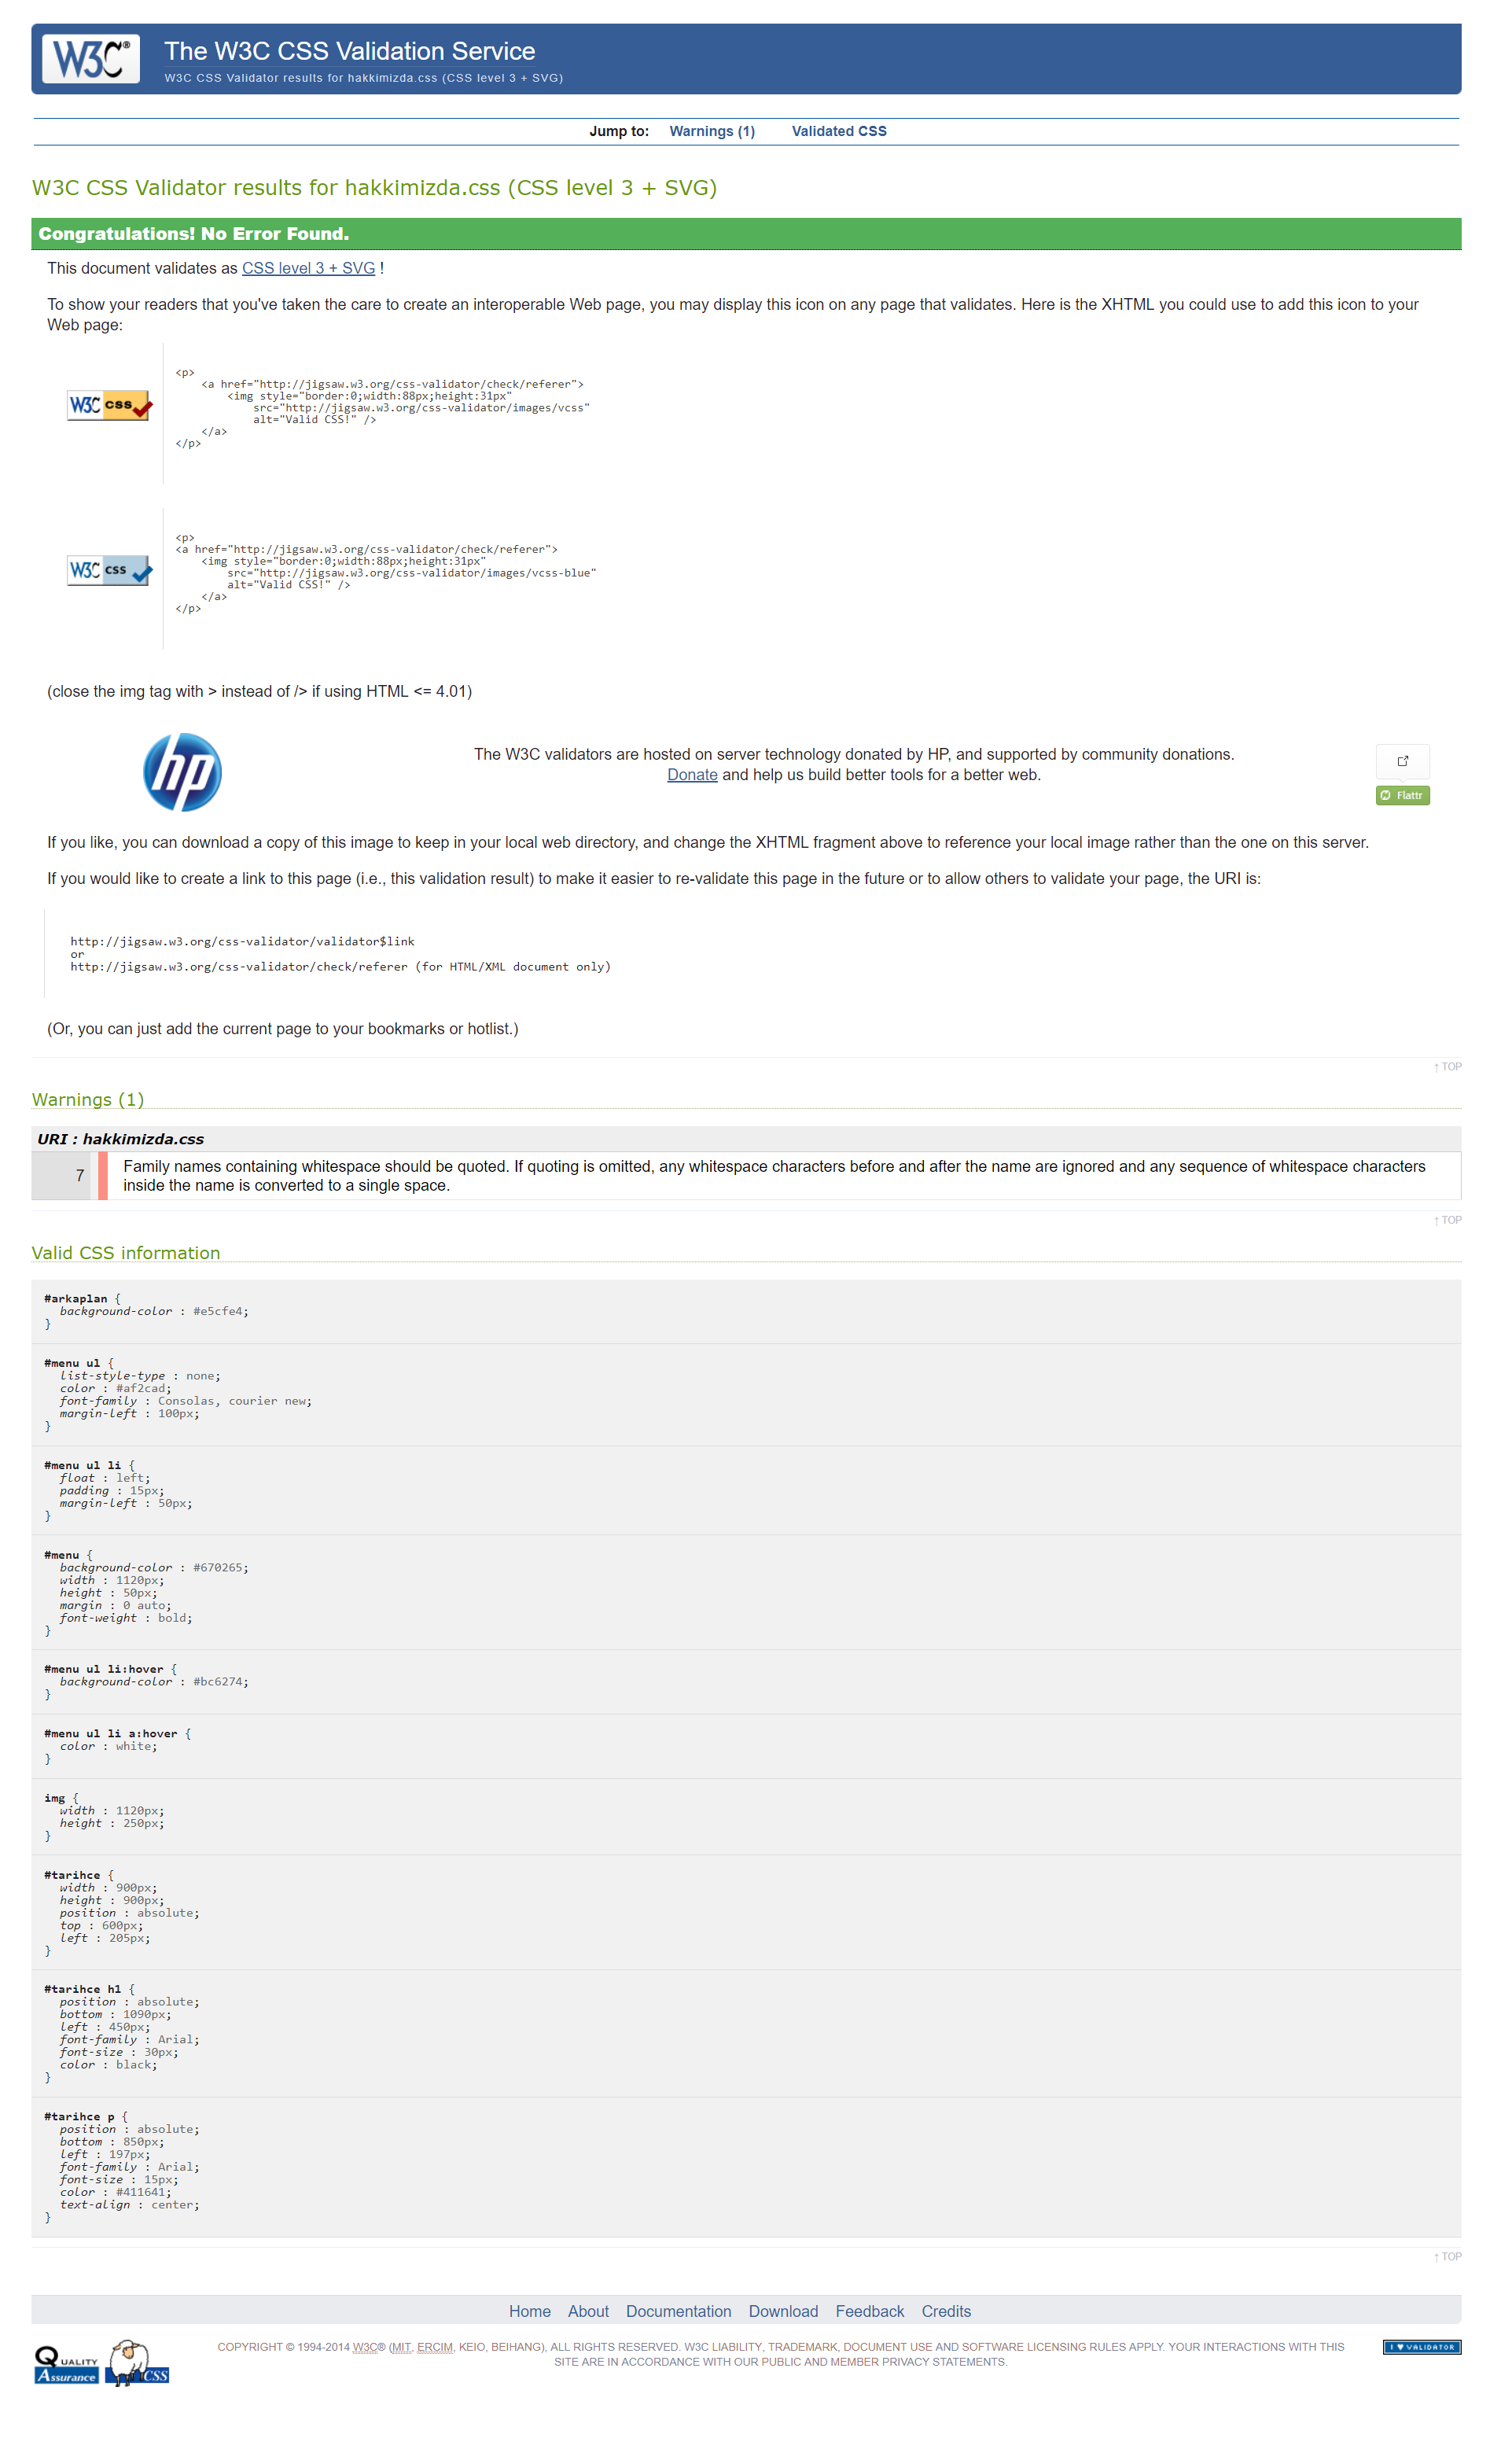 W3C®
The W3C CSS Validation Service
W3C CSS Validator results for hakkimizda.css (CSS level 3 + SVG)
Jump to: Warnings (1) Validated CSS
W3C CSS Validator results for hakkimizda.css (CSS level 3 + SVG)
Congratulations! No Error Found.
This document validates as CSS level 3 + SVG !
To show your readers that you've taken the care to create an interoperable Web page, you may display this icon on any page that validates. Here is the XHTML you could use to add this icon to your
Web page:
W3C css
<p>
<a href="http://jigsaw.w3.org/css-validator/check/referer">
<img style="border:0;width:88px;height:31px"
src="http://jigsaw.w3.org/css-validator/images/vcss"
alt="Valid CSS!" />
</a>
</p>
W3C css
<p>
<a href="http://jigsaw.w3.org/css-validator/check/referer">
<img style="border:0;width:88px;height:31px"
src="http://jigsaw.w3.org/css-validator/images/vcss-blue"
alt="Valid CSS!" />
</a>
</p>
(close the img tag with > instead of /> if using HTML <= 4.01)
hp
The W3C validators are hosted on server technology donated by HP, and supported by community donations.
Donate and help us build better tools for a better web.
Flattr
If you like, you can download a copy of this image to keep in your local web directory, and change the XHTML fragment above to reference your local image rather than the one on this server.
If you would like to create a link to this page (i.e., this validation result) to make it easier to re-validate this page in the future or to allow others to validate your page, the URI is:
http://jigsaw.w3.org/css-validator/validator$link
or
http://jigsaw.w3.org/css-validator/check/referer (for HTML/XML document only)
(Or, you can just add the current page to your bookmarks or hotlist.)
↑ TOP
Warnings (1)
URI : hakkimizda.css
7 Family names containing whitespace should be quoted. If quoting is omitted, any whitespace characters before and after the name are ignored and any sequence of whitespace characters
inside the name is converted to a single space.
↑ TOP
Valid CSS information
#arkaplan {
background-color : #e5cfe4;
}
#menu ul {
list-style-type : none;
color : #af2cad;
font-family : Consolas, courier new;
margin-left : 100px;
}
#menu ul li {
float : left;
padding : 15px;
margin-left : 50px;
}
#menu {
background-color : #670265;
width : 1120px;
height : 50px;
margin : 0 auto;
font-weight : bold;
}
#menu ul li:hover {
background-color : #bc6274;
}
#menu ul li a:hover {
color : white;
}
img {
width : 1120px;
height : 250px;
}
#tarihce {
width : 900px;
height : 900px;
position : absolute;
top : 600px;
left : 205px;
}
#tarihce h1 {
position : absolute;
bottom : 1090px;
left : 450px;
font-family : Arial;
font-size : 30px;
color : black;
}
#tarihce p {
position : absolute;
bottom : 850px;
left : 197px;
font-family : Arial;
font-size : 15px;
color : #411641;
text-align : center;
}
↑ TOP
Home About Documentation Download Feedback Credits
Quality
Assurance
CSS
COPYRIGHT © 1994-2014 W3C® (MIT, ERCIM, KEIO, BEIHANG), ALL RIGHTS RESERVED. W3C LIABILITY, TRADEMARK, DOCUMENT USE AND SOFTWARE LICENSING RULES APPLY. YOUR INTERACTIONS WITH THIS
SITE ARE IN ACCORDANCE WITH OUR PUBLIC AND MEMBER PRIVACY STATEMENTS.
I ♥ VALIDATOR